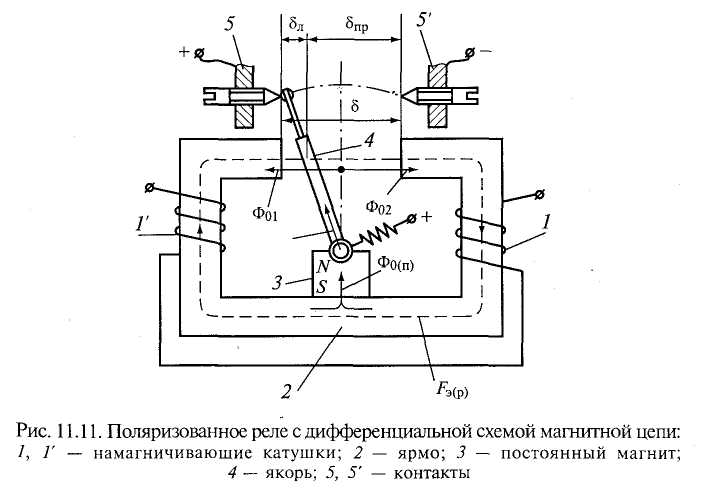 δл δпр
5 5'
+ −
δ
4
Φ01 Φ02
1' + 1
N
3 Φ0(п)
S
2 Fэ(р)
Рис. 11.11. Поляризованное реле с дифференциальной схемой магнитной цепи:
1, 1' — намагничивающие катушки; 2 — ярмо; 3 — постоянный магнит;
4 — якорь; 5, 5' — контакты